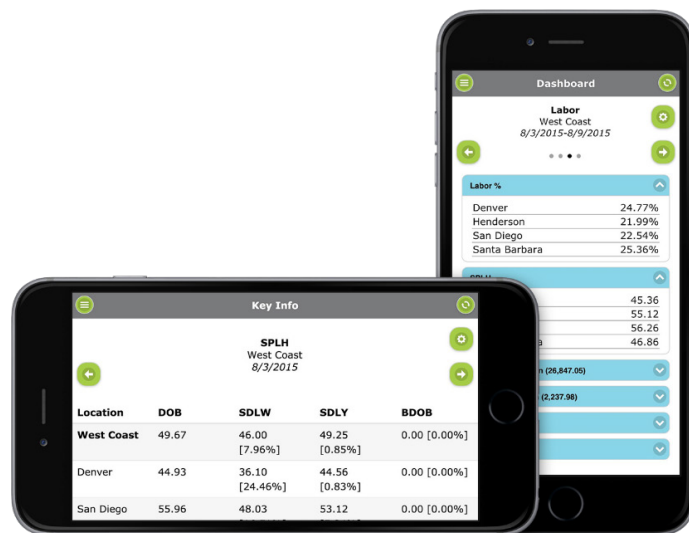 Dashboard
Labor
West Coast
8/3/2015-8/9/2015
Labor %
Denver 24.77%
Henderson 21.99%
San Diego 22.54%
Santa Barbara 25.36%
45.36
55.12
56.26
a 46.86
n (26,847.05)
(2,237.98)
Key Info
SPLH
West Coast
8/3/2015
Location DOB SDLW SDLY BDOB
West Coast 49.67 46.00 49.25 0.00 [0.00%]
[7.96%] [0.85%]
Denver 44.93 36.10 44.56 0.00 [0.00%]
[24.46%] [0.83%]
San Diego 55.96 48.03 53.12 0.00 [0.00%]